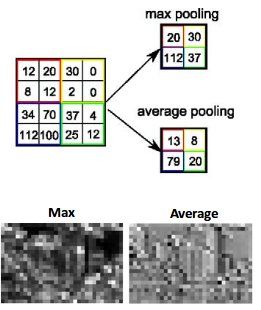 max pooling
20 30
112 37
12 20 30 0
8 12 2 0
34 70 37 4
112 100 25 12
average pooling
13 8
79 20
Max Average